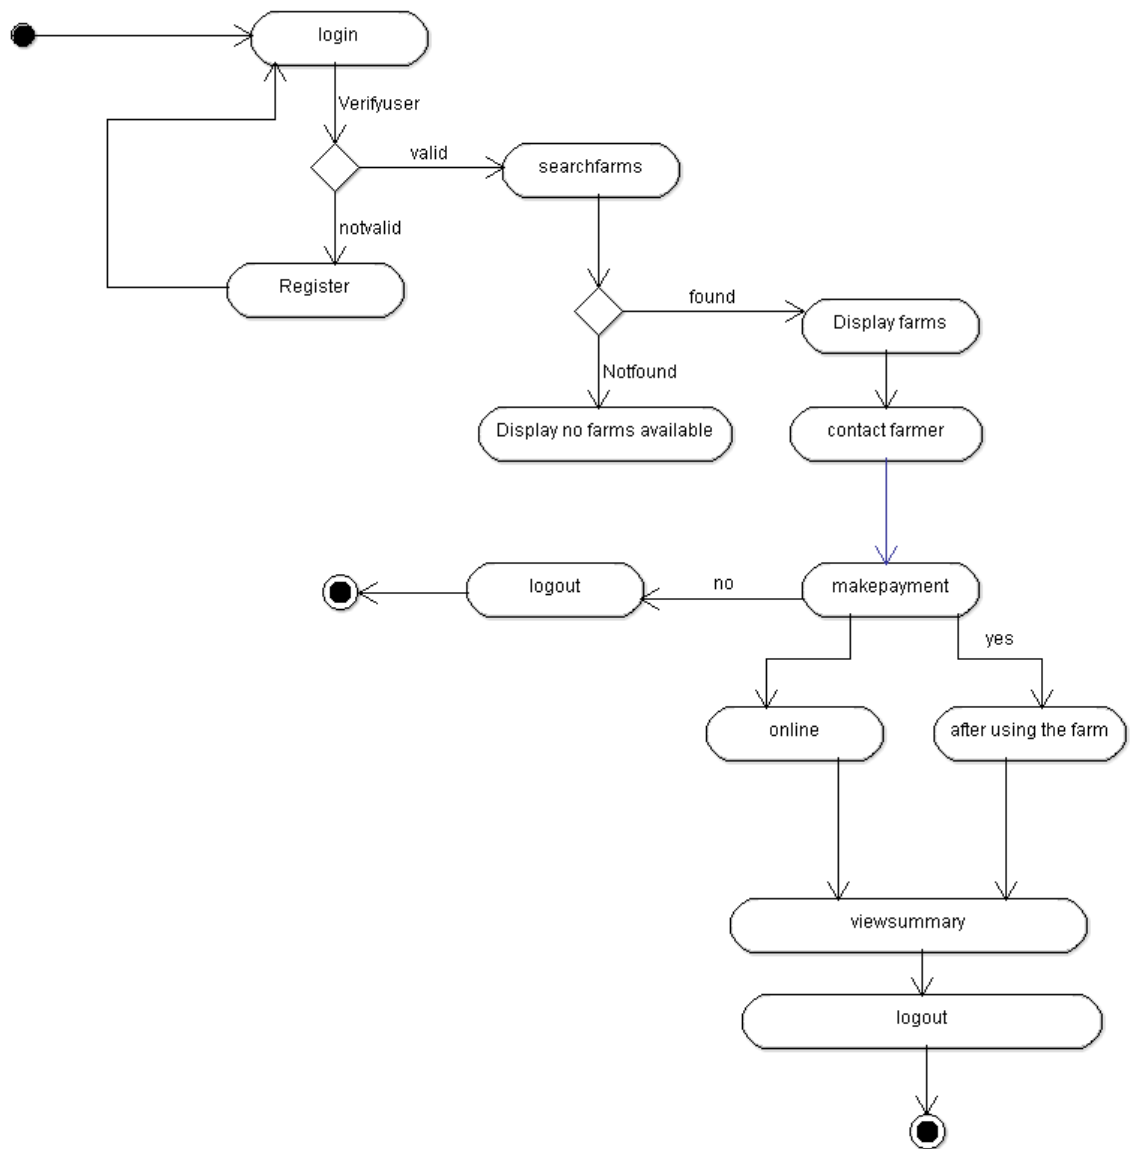 login
Verifyuser
valid
searchfarms
notvalid
Register
found
Display farms
Notfound
Display no farms available
contact farmer
no
logout
makepayment
yes
online
after using the farm
viewsummary
logout